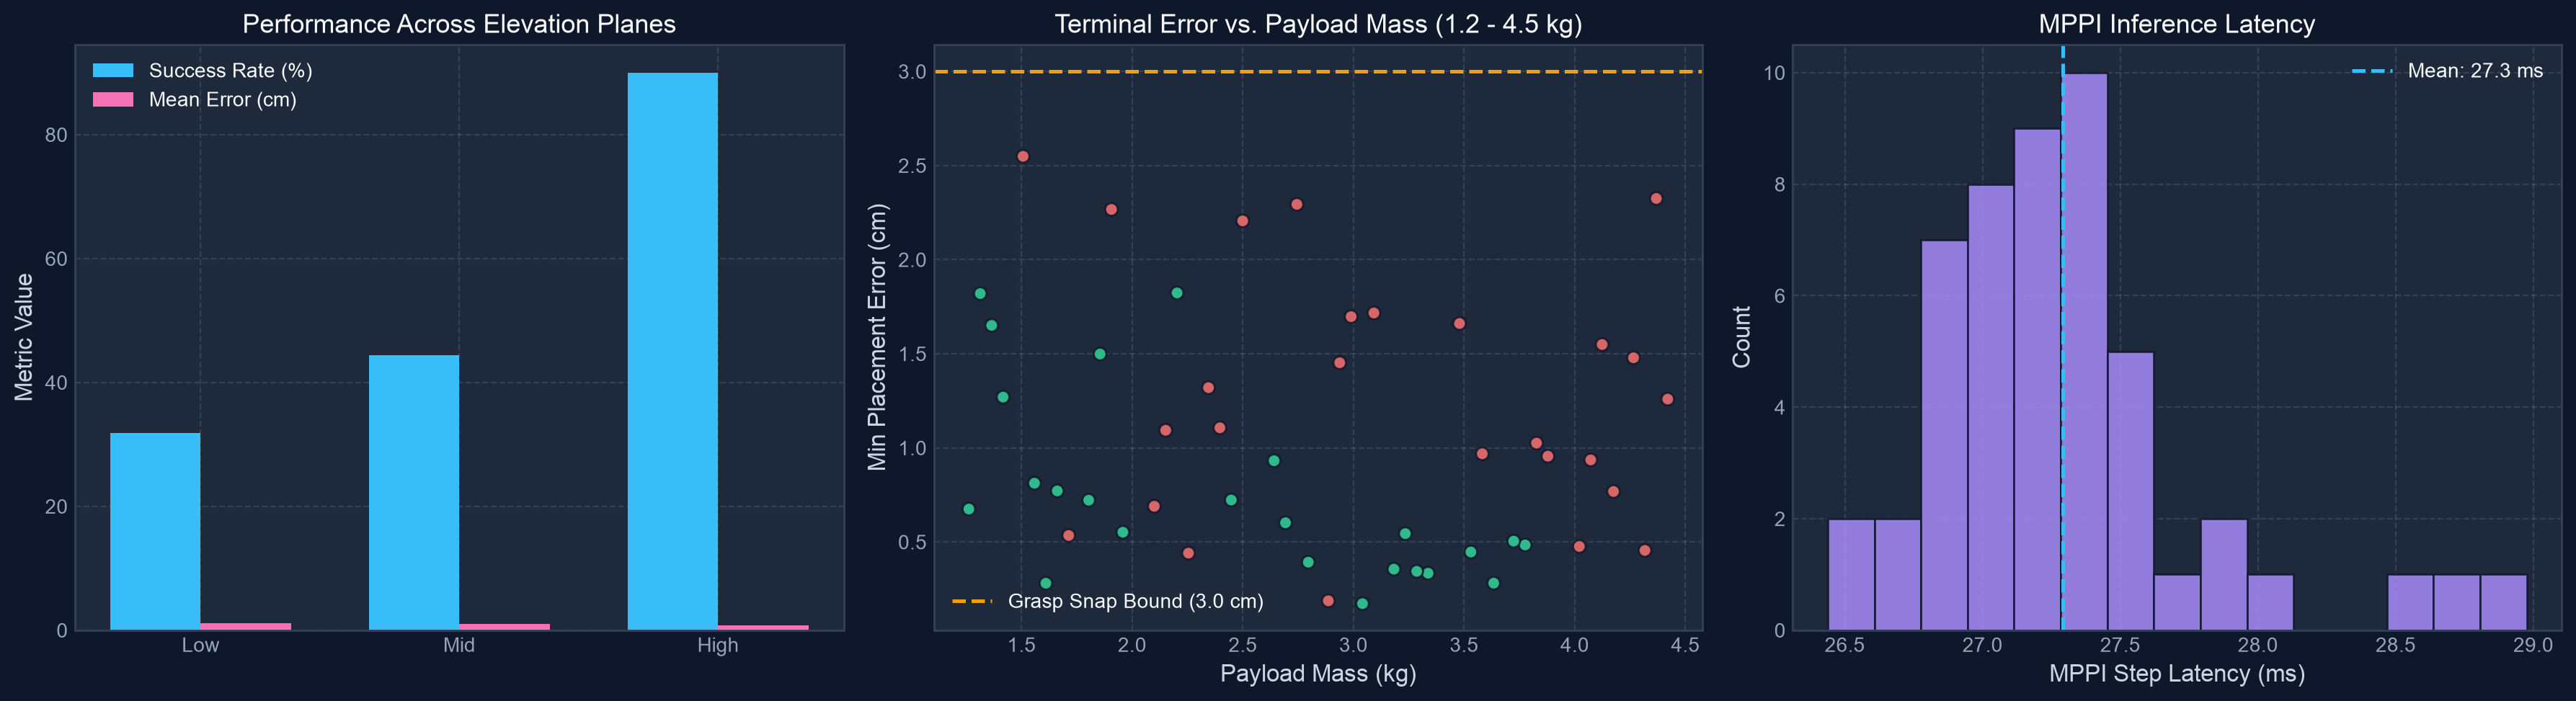 Performance Across Elevation Planes
Success Rate (%)
Mean Error (cm)
Metric Value
80
60
40
20
0
Low Mid High
Terminal Error vs. Payload Mass (1.2 - 4.5 kg)
Min Placement Error (cm)
3.0
2.5
2.0
1.5
1.0
0.5
Grasp Snap Bound (3.0 cm)
1.5 2.0 2.5 3.0 3.5 4.0 4.5
Payload Mass (kg)
MPPI Inference Latency
Mean: 27.3 ms
Count
10
8
6
4
2
0
26.5 27.0 27.5 28.0 28.5 29.0
MPPI Step Latency (ms)